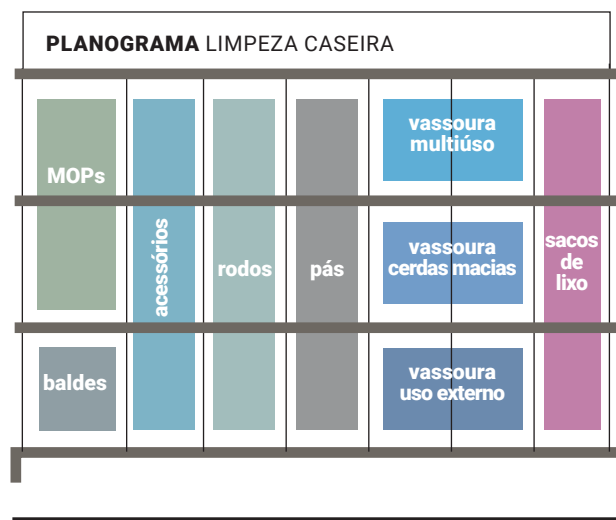 PLANOGRAMA LIMPEZA CASEIRA
MOPs
baldes
acessórios
rodos
pás
vassoura
multiúso
vassoura
cerdas macias
vassoura
uso externo
sacos
de
lixo